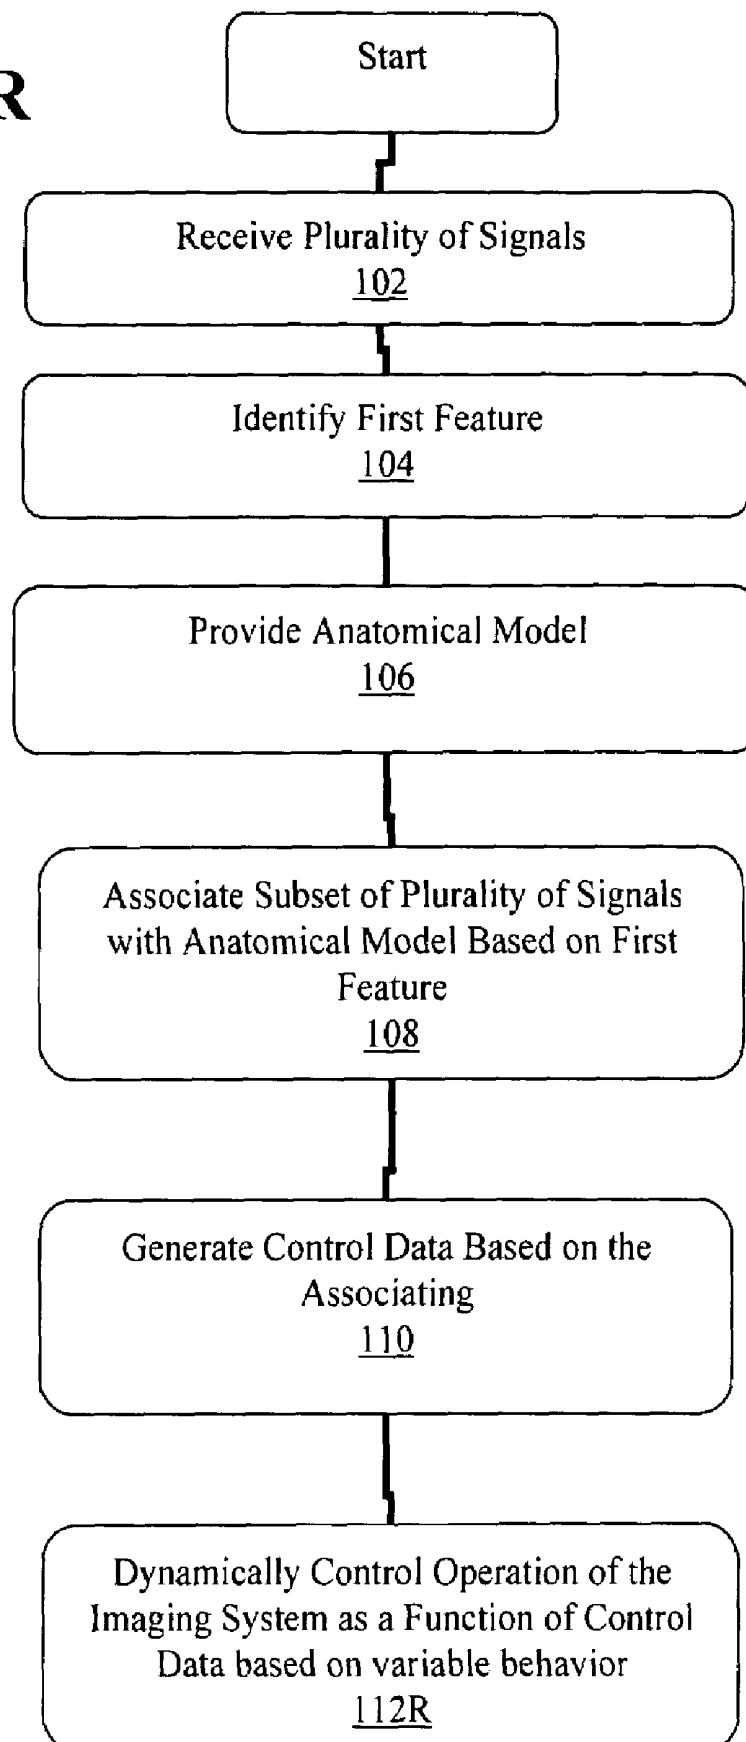 R
Start
Receive Plurality of Signals
102
Identify First Feature
104
Provide Anatomical Model
106
Associate Subset of Plurality of Signals
with Anatomical Model Based on First
Feature
108
Generate Control Data Based on the
Associating
110
Dynamically Control Operation of the
Imaging System as a Function of Control
Data based on variable behavior
112R